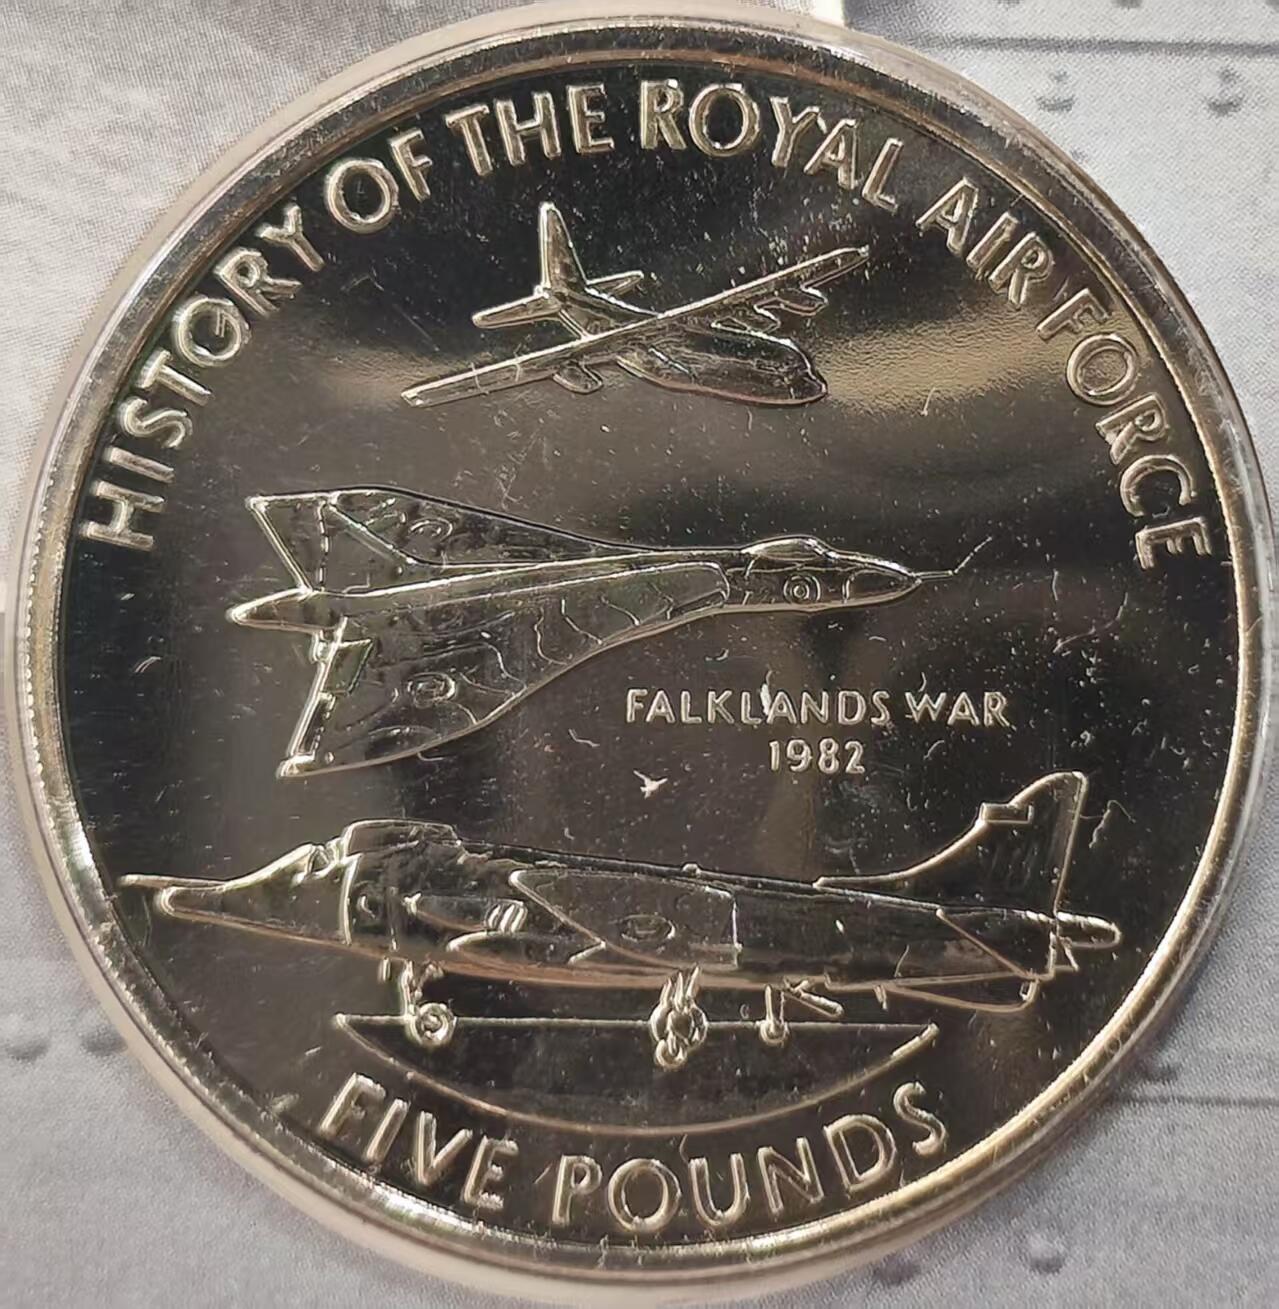 HISTORY OF THE ROYAL AIR FORCE
FALKLANDS WAR
1982
FIVE POUNDS